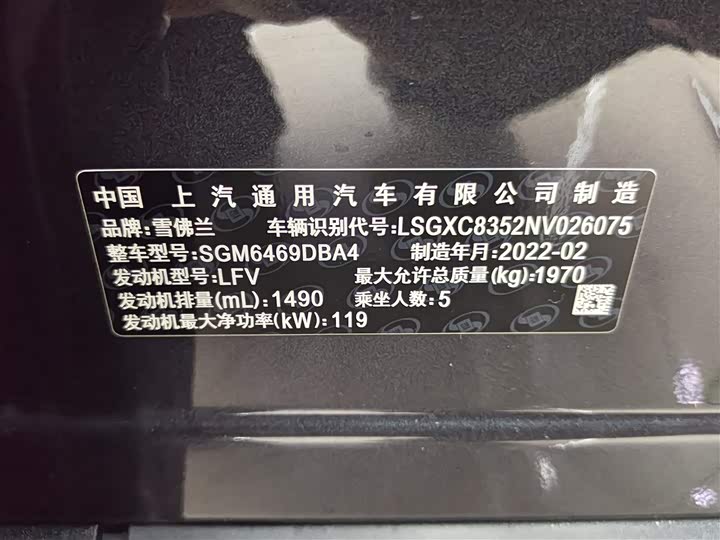 中国 上汽通用汽车有限公司制造
品牌:雪佛兰 车辆识别代号:LSGXC8352NV026075
整车型号:SGM6469DBA4 制造年月:2022-02
发动机型号:LFV 最大允许总质量(kg):1970
发动机排量(mL):1490 乘坐人数:5
发动机最大净功率(kW):119